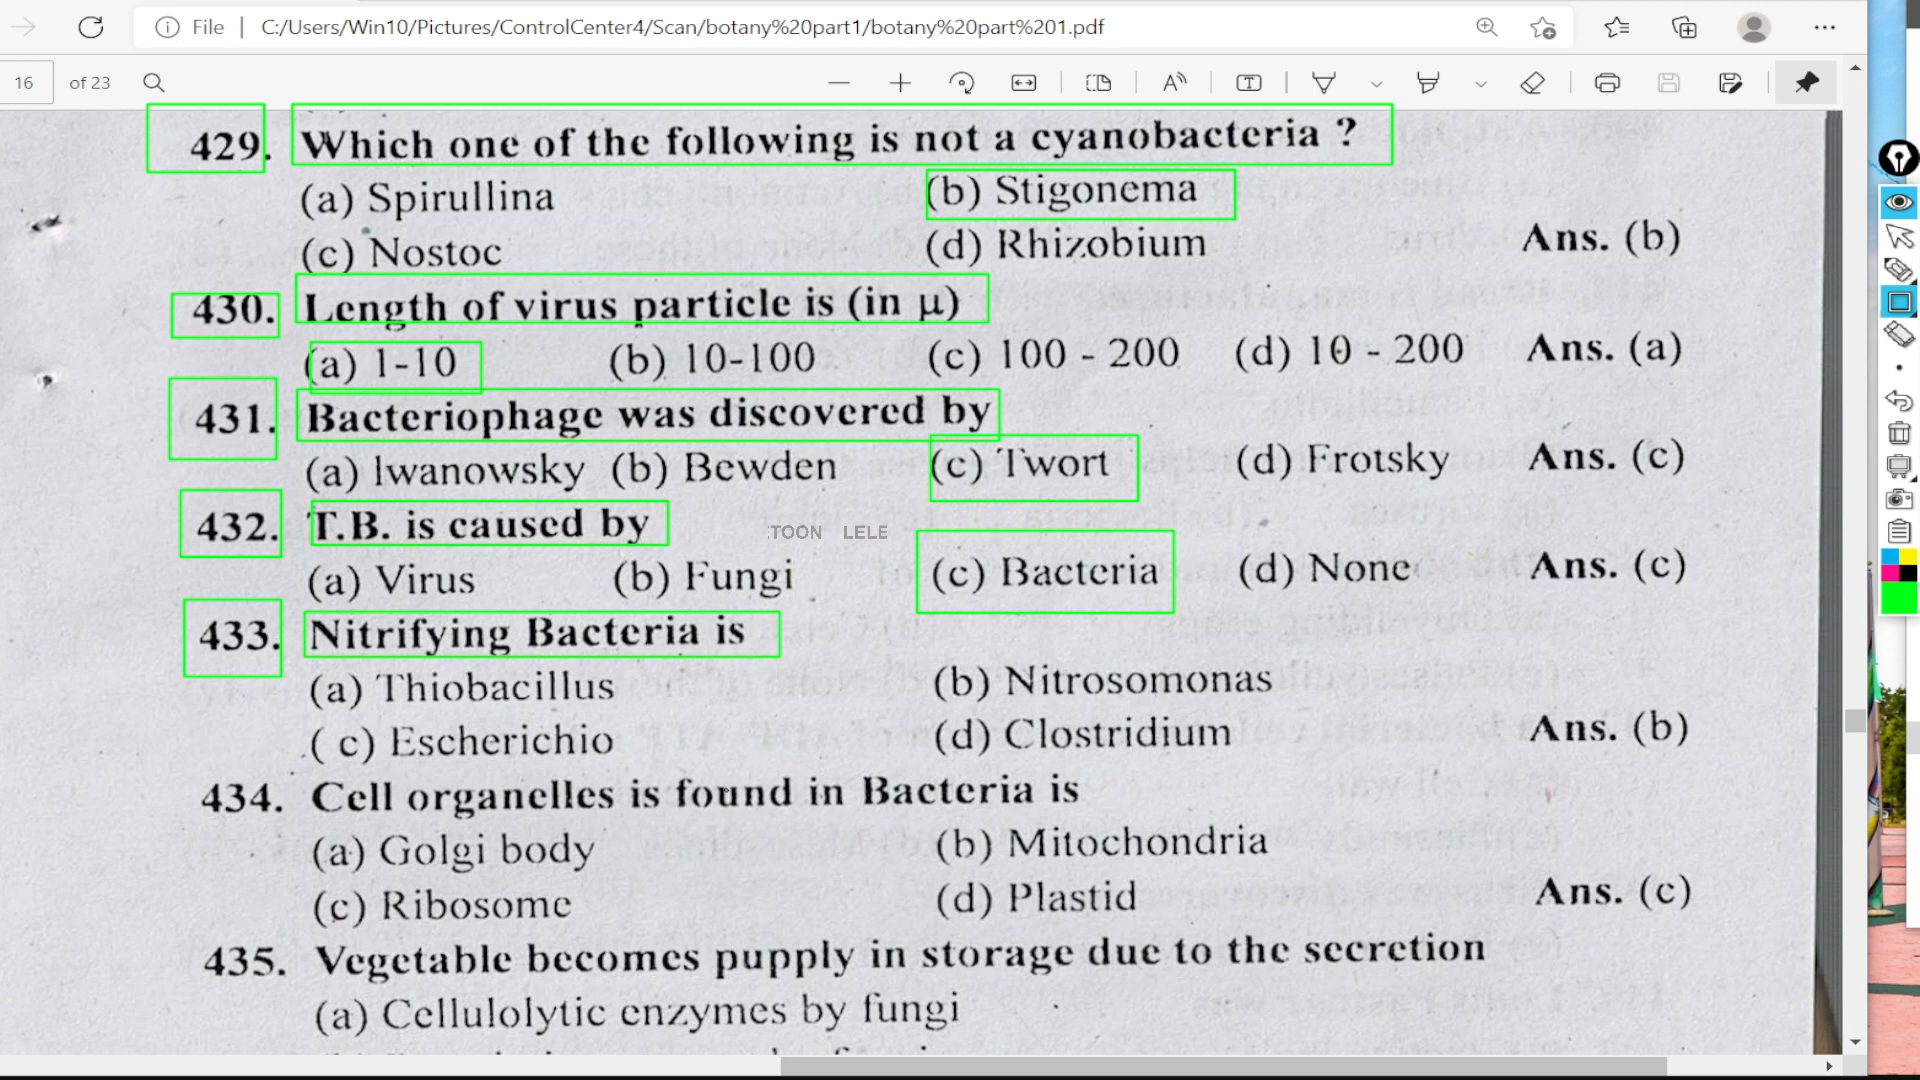 File | C:/Users/Win10/Pictures/ControlCenter4/Scan/botany%20part1/botany%20part%201.pdf
16 of 23
429. Which one of the following is not a cyanobacteria ?
(a) Spirullina (b) Stigonema
(c) Nostoc (d) Rhizobium Ans. (b)
430. Length of virus particle is (in µ)
(a) 1-10 (b) 10-100 (c) 100 - 200 (d) 10 - 200 Ans. (a)
431. Bacteriophage was discovered by
(a) Iwanowsky (b) Bewden (c) Twort (d) Frotsky Ans. (c)
432. T.B. is caused by
TOON LELE
(a) Virus (b) Fungi (c) Bacteria (d) None Ans. (c)
433. Nitrifying Bacteria is
(a) Thiobacillus (b) Nitrosomonas
( c) Escherichio (d) Clostridium Ans. (b)
434. Cell organelles is found in Bacteria is
(a) Golgi body (b) Mitochondria
(c) Ribosome (d) Plastid Ans. (c)
435. Vegetable becomes pupply in storage due to the secretion
(a) Cellulolytic enzymes by fungi